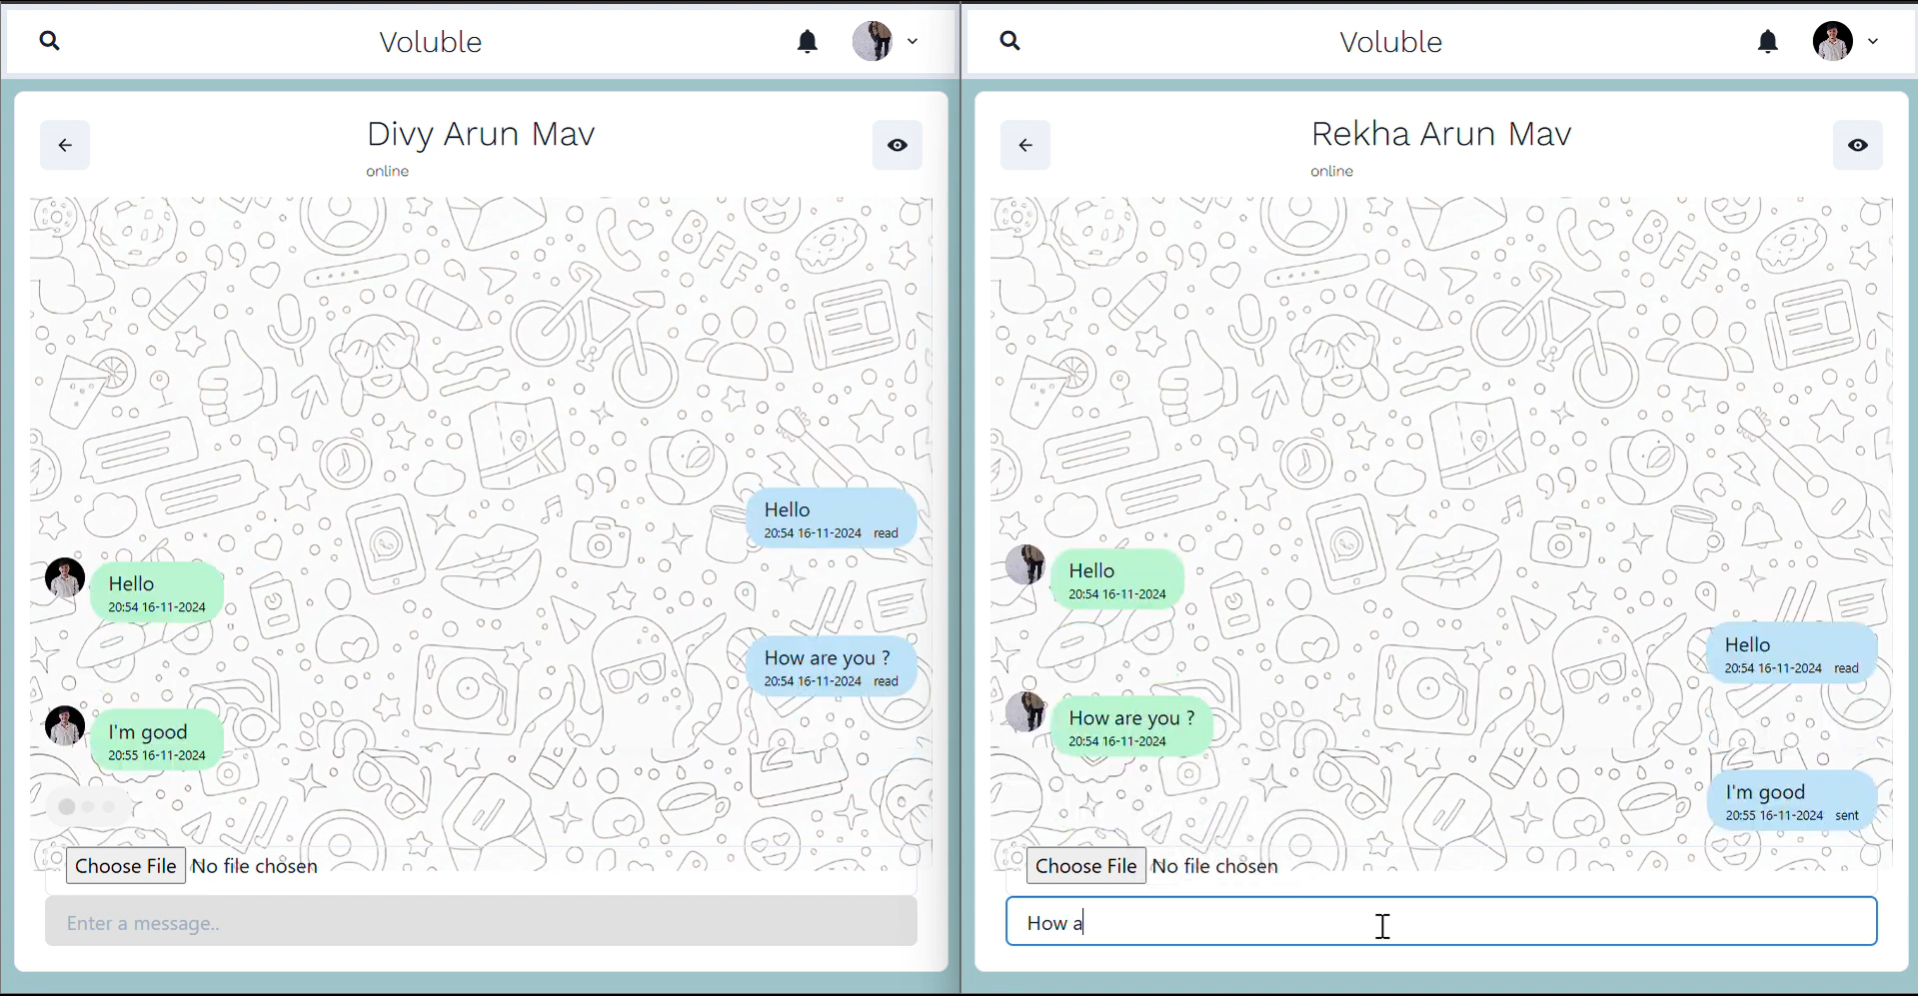 Voluble
Divy Arun Mav
online
BFF
Hello
20:54 16-11-2024 read
Hello
20:54 16-11-2024
How are you ?
20:54 16-11-2024 read
I'm good
20:55 16-11-2024
Choose File No file chosen
Enter a message..
Voluble
Rekha Arun Mav
online
BFF
Hello
20:54 16-11-2024
Hello
20:54 16-11-2024 read
How are you ?
20:54 16-11-2024
I'm good
20:55 16-11-2024 sent
Choose File No file chosen
How a